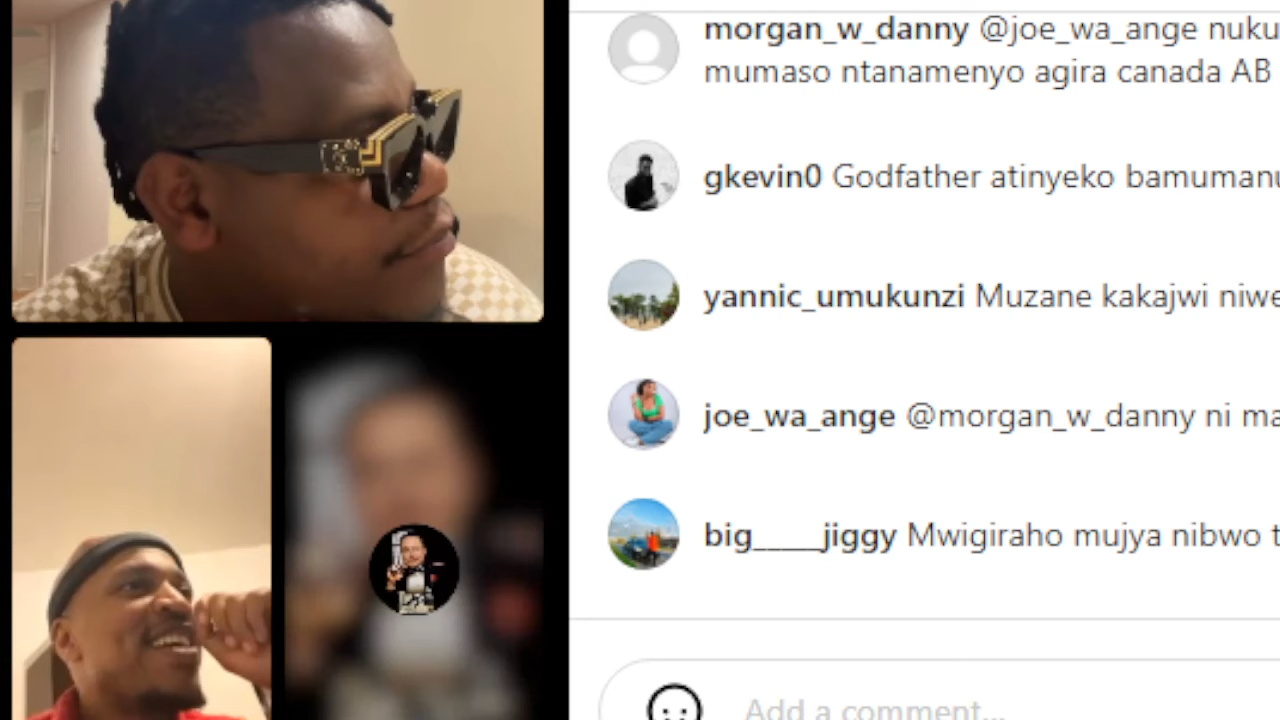 morgan_w_danny @joe_wa_ange nuku
mumaso ntanamenyo agira canada AB
gkevin0 Godfather atinyeko bamumanu
yannic_umukunzi Muzane kakajwi niwe
joe_wa_ange @morgan_w_danny ni ma
big_____jiggy Mwigiraho mujya nibwo t
Add a comment...